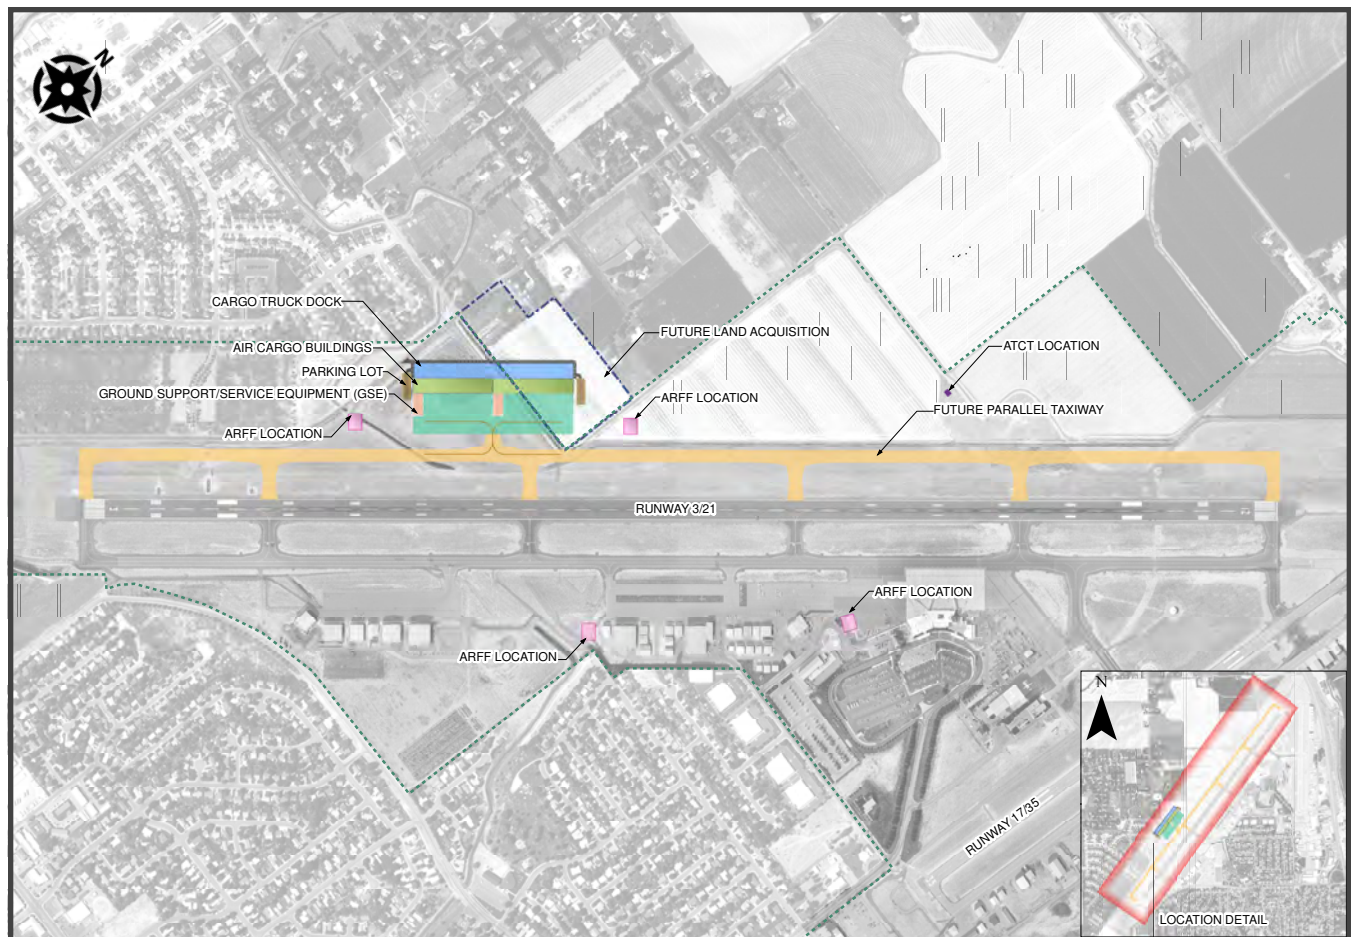 N
CARGO TRUCK DOCK
AIR CARGO BUILDINGS
PARKING LOT
GROUND SUPPORT/SERVICE EQUIPMENT (GSE)
ARFF LOCATION
FUTURE LAND ACQUISITION
ATCT LOCATION
ARFF LOCATION
FUTURE PARALLEL TAXIWAY
RUNWAY 3/21
ARFF LOCATION
ARFF LOCATION
RUNWAY 17/35
N
LOCATION DETAIL